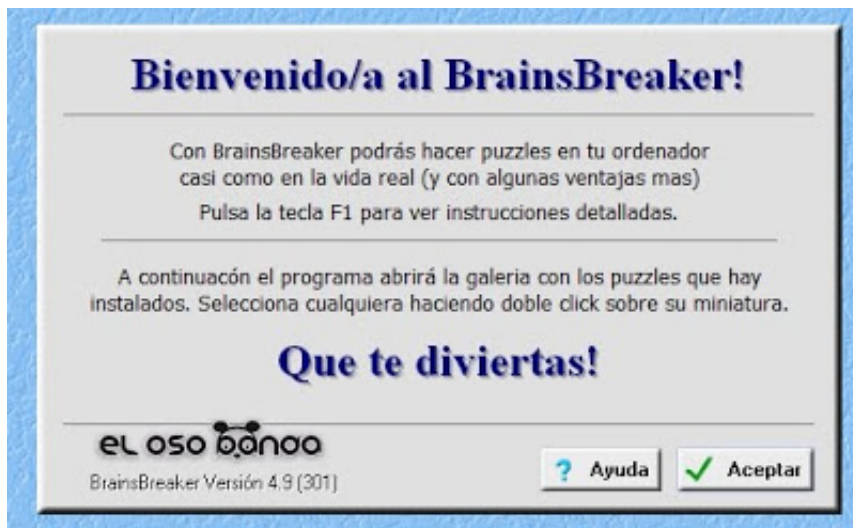 Bienvenido/a al BrainsBreaker!
Con BrainsBreaker podrás hacer puzzles en tu ordenador
casi como en la vida real (y con algunas ventajas mas)
Pulsa la tecla F1 para ver instrucciones detalladas.
A continuacón el programa abrirá la galeria con los puzzles que hay
instalados. Selecciona cualquiera haciendo doble click sobre su miniatura.
Que te diviertas!
eL oso panda
BrainsBreaker Versión 4.9 (301)
? Ayuda
Aceptar